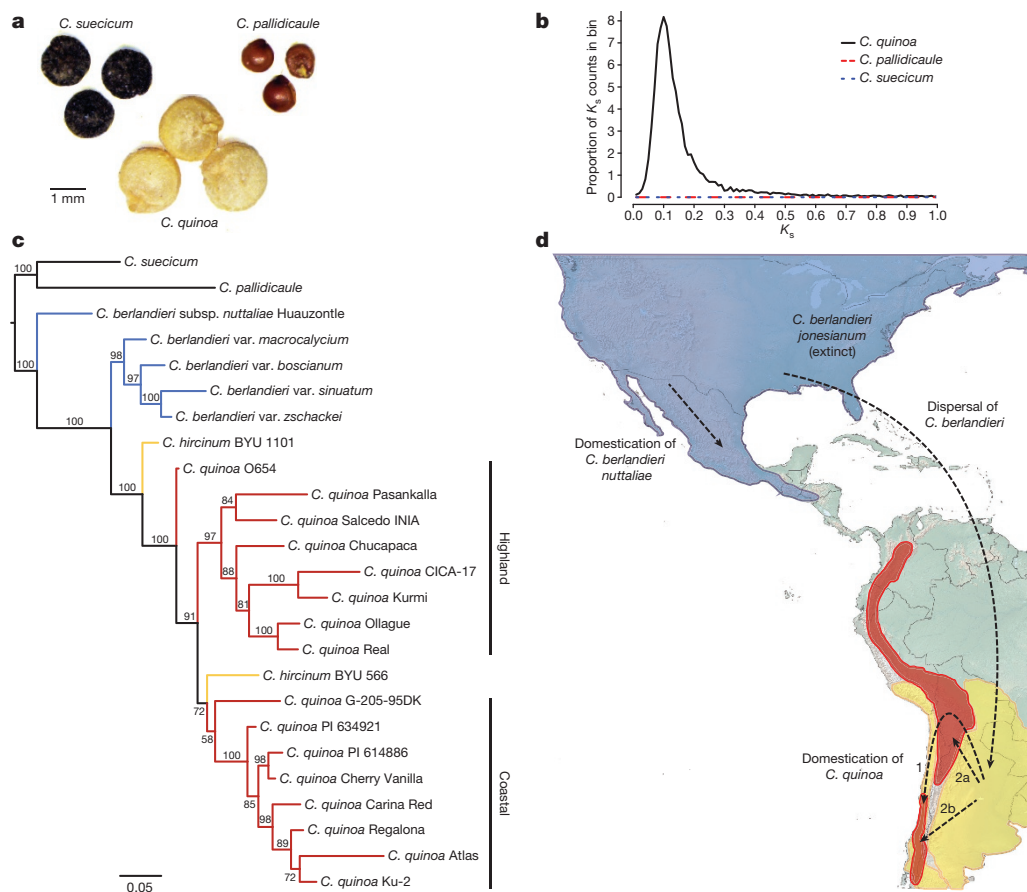 a
C. suecicum
C. pallidicaule
1 mm
C. quinoa
b
Proportion of Ks counts in bin
8
7
6
5
4
3
2
1
0
0.0 0.1 0.2 0.3 0.4 0.5 0.6 0.7 0.8 0.9 1.0
Ks
C. quinoa
C. pallidicaule
C. suecicum
c
100
C. suecicum
C. pallidicaule
100
C. berlandieri subsp. nuttaliae Huauzontle
100
98
C. berlandieri var. macrocalycium
97
C. berlandieri var. boscianum
100
C. berlandieri var. sinuatum
C. berlandieri var. zschackei
100
C. hircinum BYU 1101
100
C. quinoa O654
91
97
84
C. quinoa Pasankalla
C. quinoa Salcedo INIA
88
C. quinoa Chucapaca
81
100
C. quinoa CICA-17
C. quinoa Kurmi
100
C. quinoa Ollague
C. quinoa Real
Highland
72
C. hircinum BYU 566
58
C. quinoa G-205-95DK
100
C. quinoa PI 634921
85
98
C. quinoa PI 614886
C. quinoa Cherry Vanilla
98
C. quinoa Carina Red
89
C. quinoa Regalona
72
C. quinoa Atlas
C. quinoa Ku-2
Coastal
0.05
d
C. berlandieri
jonesianum
(extinct)
Dispersal of
C. berlandieri
Domestication of
C. berlandieri
nuttaliae
Domestication of
C. quinoa
1
2a
2b